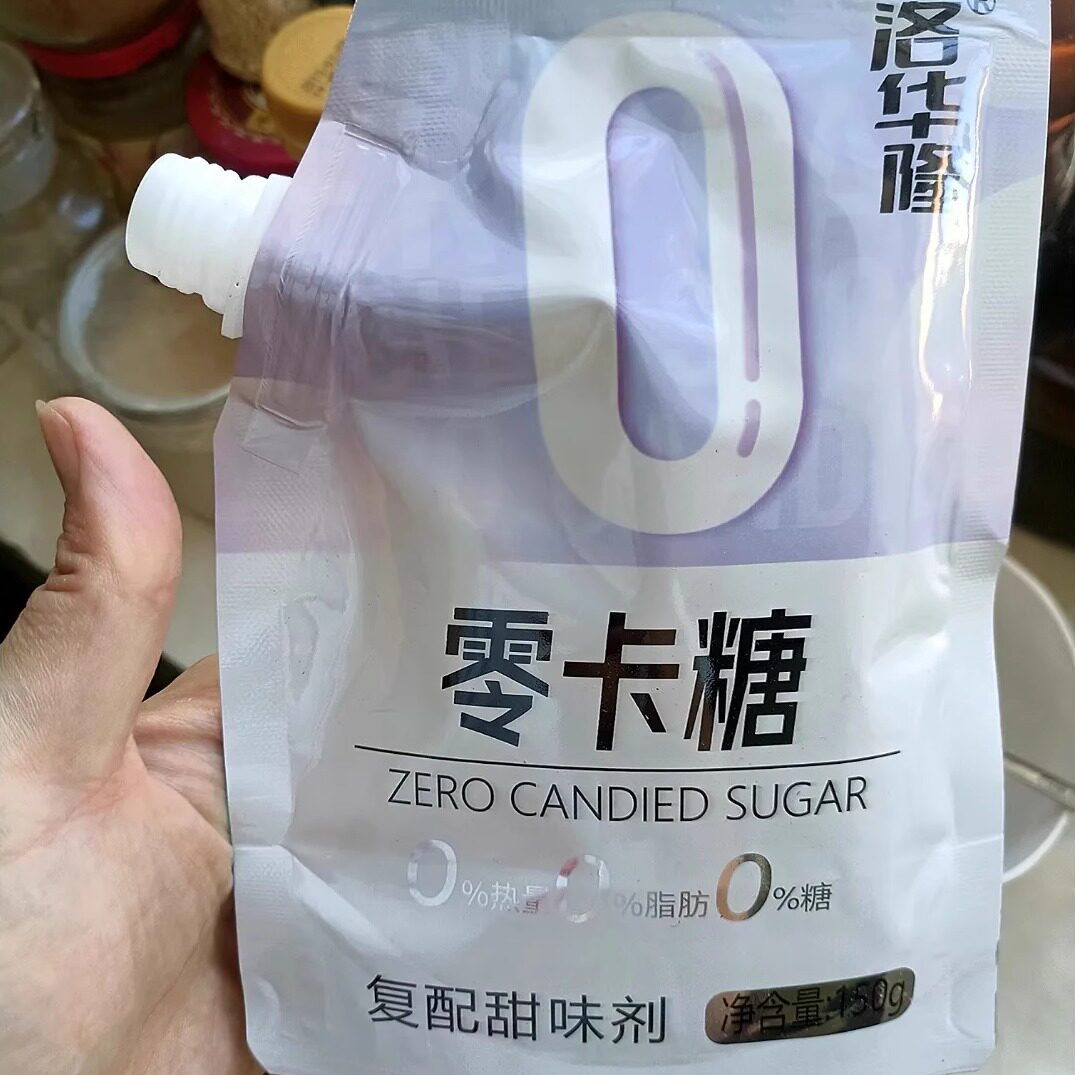 洛华隆®
0
零卡糖
ZERO CANDIED SUGAR
0%热量 0%脂肪 0%糖
复配甜味剂
净含量:150g